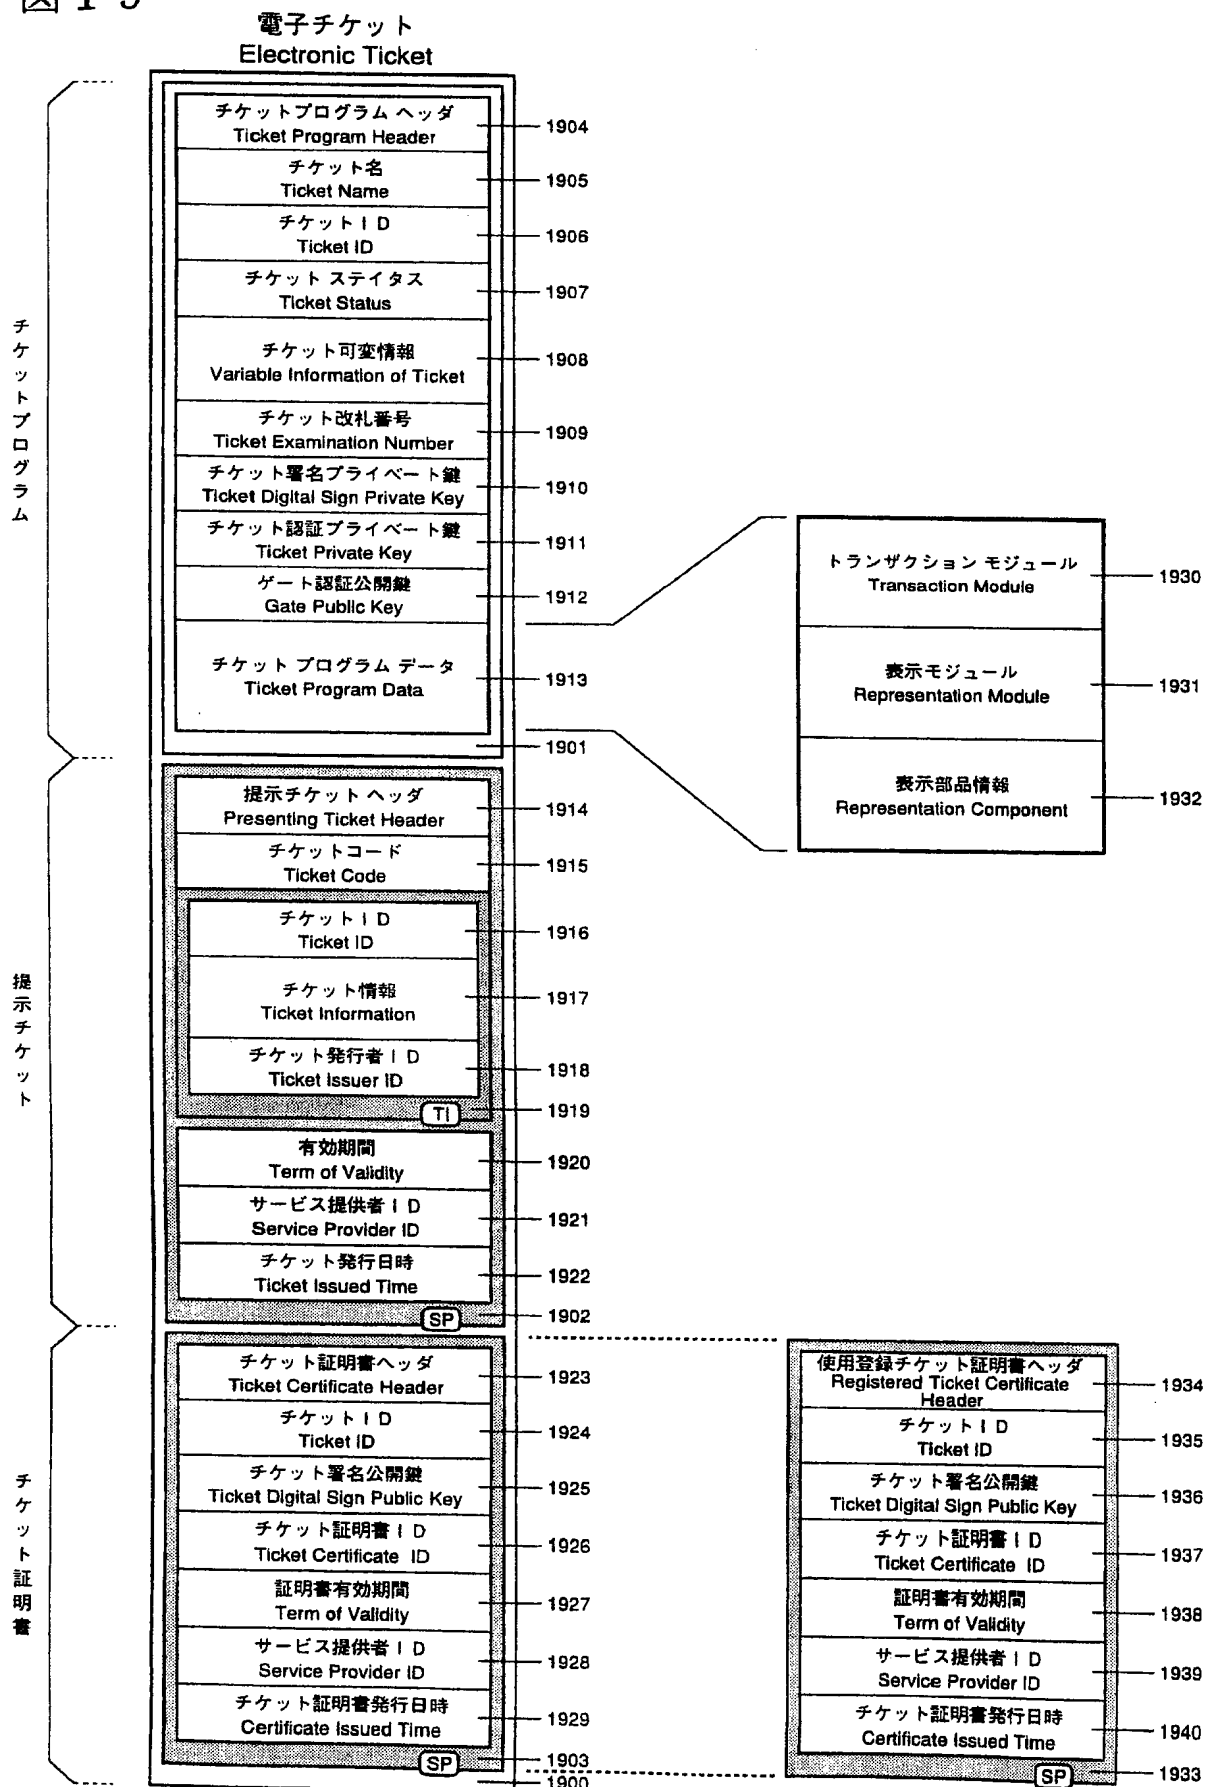 図19
電子チケット
Electronic Ticket
チケットプログラム
チケットプログラム ヘッダ
Ticket Program Header
1904
チケット名
Ticket Name
1905
チケットID
Ticket ID
1906
チケット ステイタス
Ticket Status
1907
チケット可変情報
Variable Information of Ticket
1908
チケット改札番号
Ticket Examination Number
1909
チケット署名プライベート鍵
Ticket Digital Sign Private Key
1910
チケット認証プライベート鍵
Ticket Private Key
1911
ゲート認証公開鍵
Gate Public Key
1912
チケット プログラム データ
Ticket Program Data
1913
1901
トランザクション モジュール
Transaction Module
1930
表示モジュール
Representation Module
1931
表示部品情報
Representation Component
1932
提示チケット
提示チケット ヘッダ
Presenting Ticket Header
1914
チケットコード
Ticket Code
1915
チケットID
Ticket ID
1916
チケット情報
Ticket Information
1917
チケット発行者ID
Ticket Issuer ID
1918
TI
1919
有効期間
Term of Validity
1920
サービス提供者ID
Service Provider ID
1921
チケット発行日時
Ticket Issued Time
1922
SP
1902
チケット証明書
チケット証明書ヘッダ
Ticket Certificate Header
1923
チケットID
Ticket ID
1924
チケット署名公開鍵
Ticket Digital Sign Public Key
1925
チケット証明書ID
Ticket Certificate ID
1926
証明書有効期間
Term of Validity
1927
サービス提供者ID
Service Provider ID
1928
チケット証明書発行日時
Certificate Issued Time
1929
SP
1903
1900
使用登録チケット証明書ヘッダ
Registered Ticket Certificate
Header
1934
チケットID
Ticket ID
1935
チケット署名公開鍵
Ticket Digital Sign Public Key
1936
チケット証明書ID
Ticket Certificate ID
1937
証明書有効期間
Term of Validity
1938
サービス提供者ID
Service Provider ID
1939
チケット証明書発行日時
Certificate Issued Time
1940
SP
1933